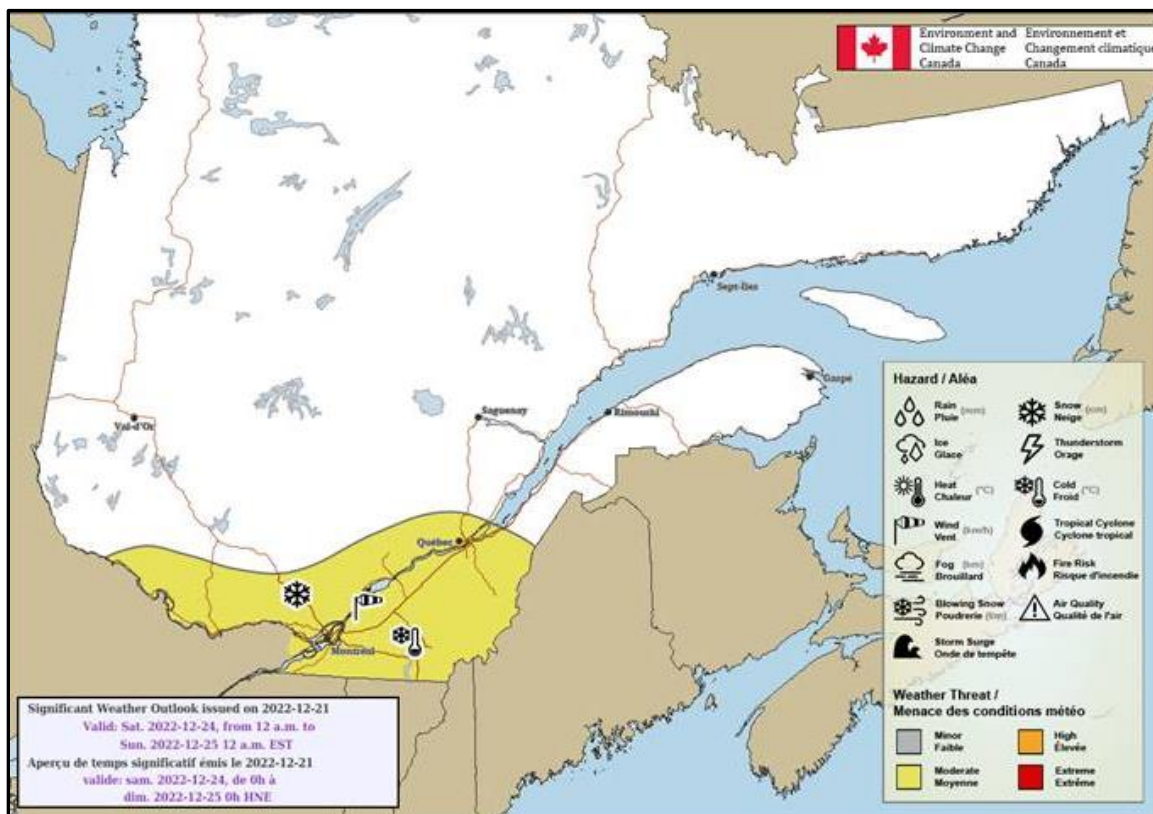 Environment and
Climate Change
Canada
Environnement et
Changement climatique
Canada
Sept-Iles
Gaspé
Saguenay
Rimouski
Val-d'Or
Québec
Montréal
Hazard / Aléa
Rain
Pluie (mm)
Snow
Neige (cm)
Ice
Glace
Thunderstorm
Orage
Heat
Chaleur (°C)
Cold
Froid (°C)
Wind
Vent (km/h)
Tropical Cyclone
Cyclone tropical
Fog (km)
Brouillard
Fire Risk
Risque d'incendie
Blowing Snow
Poudrerie (km)
Air Quality
Qualité de l'air
Storm Surge
Onde de tempête
Weather Threat /
Menace des conditions météo
Minor
Faible
High
Élevée
Moderate
Moyenne
Extreme
Extrême
Significant Weather Outlook issued on 2022-12-21
Valid: Sat. 2022-12-24, from 12 a.m. to
Sun. 2022-12-25 12 a.m. EST
Aperçu de temps significatif émis le 2022-12-21
valide: sam. 2022-12-24, de 0h à
dim. 2022-12-25 0h HNE